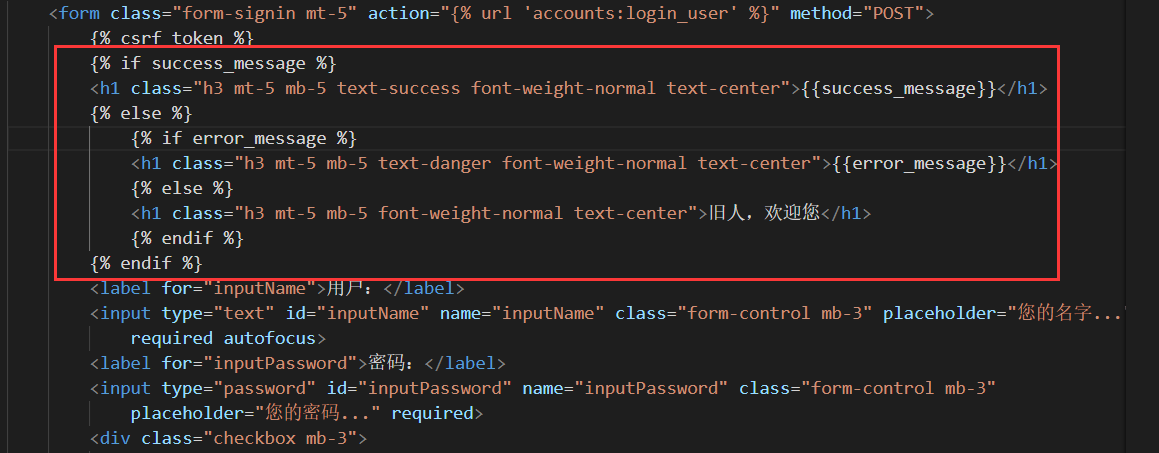 <form class="form-signin mt-5" action="{% url 'accounts:login_user' %}" method="POST">
{% csrf_token %}
{% if success_message %}
<h1 class="h3 mt-5 mb-5 text-success font-weight-normal text-center">{{success_message}}</h1>
{% else %}
{% if error_message %}
<h1 class="h3 mt-5 mb-5 text-danger font-weight-normal text-center">{{error_message}}</h1>
{% else %}
<h1 class="h3 mt-5 mb-5 font-weight-normal text-center">旧人，欢迎您</h1>
{% endif %}
{% endif %}
<label for="inputName">用户：</label>
<input type="text" id="inputName" name="inputName" class="form-control mb-3" placeholder="您的名字..."
required autofocus>
<label for="inputPassword">密码：</label>
<input type="password" id="inputPassword" name="inputPassword" class="form-control mb-3"
placeholder="您的密码..." required>
<div class="checkbox mb-3">